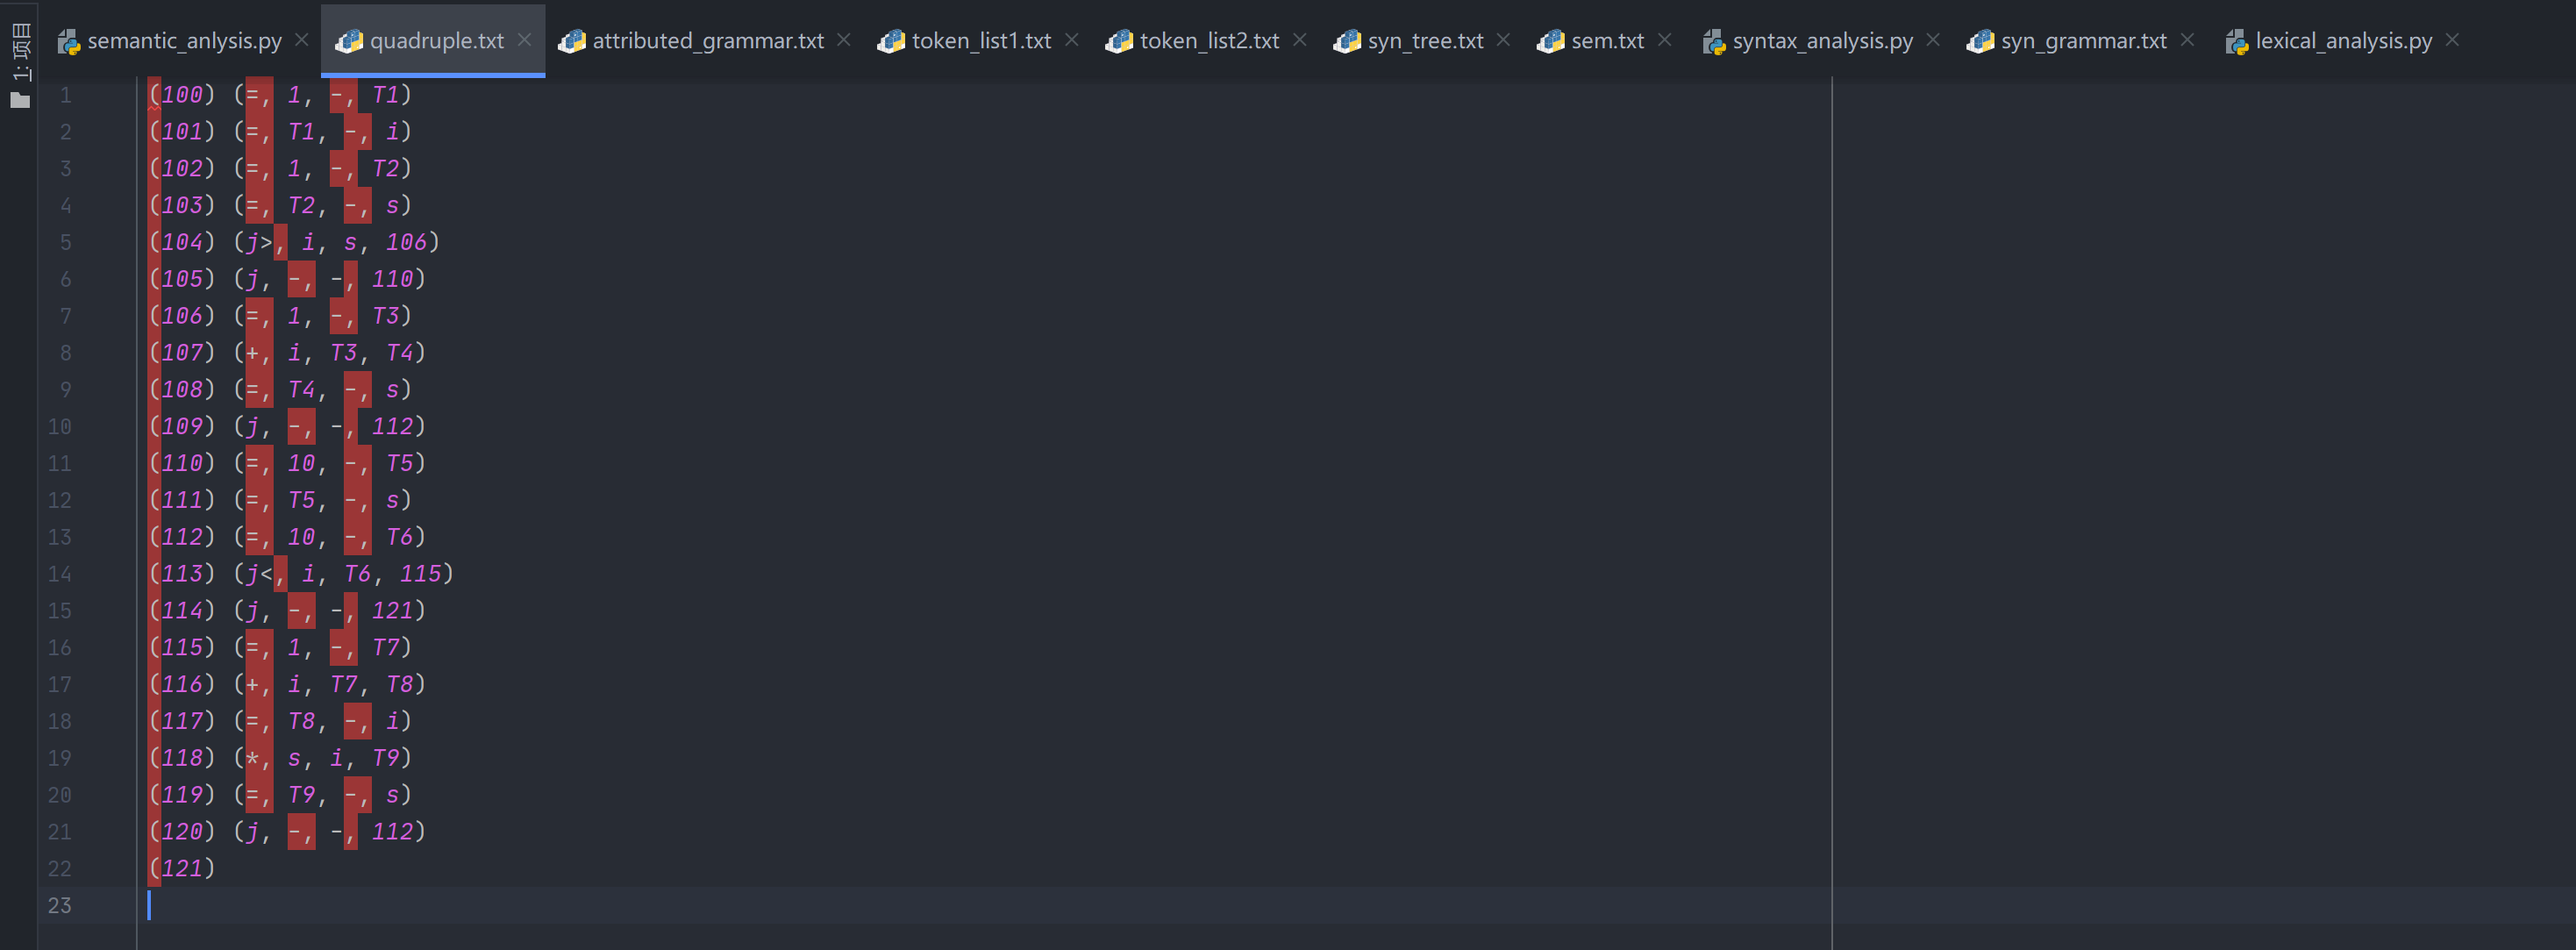 1: 项目
semantic_anlysis.py quadruple.txt attributed_grammar.txt token_list1.txt token_list2.txt syn_tree.txt sem.txt syntax_analysis.py syn_grammar.txt lexical_analysis.py
1 (100) (=, 1, -, T1)
2 (101) (=, T1, -, i)
3 (102) (=, 1, -, T2)
4 (103) (=, T2, -, s)
5 (104) (j>, i, s, 106)
6 (105) (j, -, -, 110)
7 (106) (=, 1, -, T3)
8 (107) (+, i, T3, T4)
9 (108) (=, T4, -, s)
10 (109) (j, -, -, 112)
11 (110) (=, 10, -, T5)
12 (111) (=, T5, -, s)
13 (112) (=, 10, -, T6)
14 (113) (j<, i, T6, 115)
15 (114) (j, -, -, 121)
16 (115) (=, 1, -, T7)
17 (116) (+, i, T7, T8)
18 (117) (=, T8, -, i)
19 (118) (*, s, i, T9)
20 (119) (=, T9, -, s)
21 (120) (j, -, -, 112)
22 (121)
23